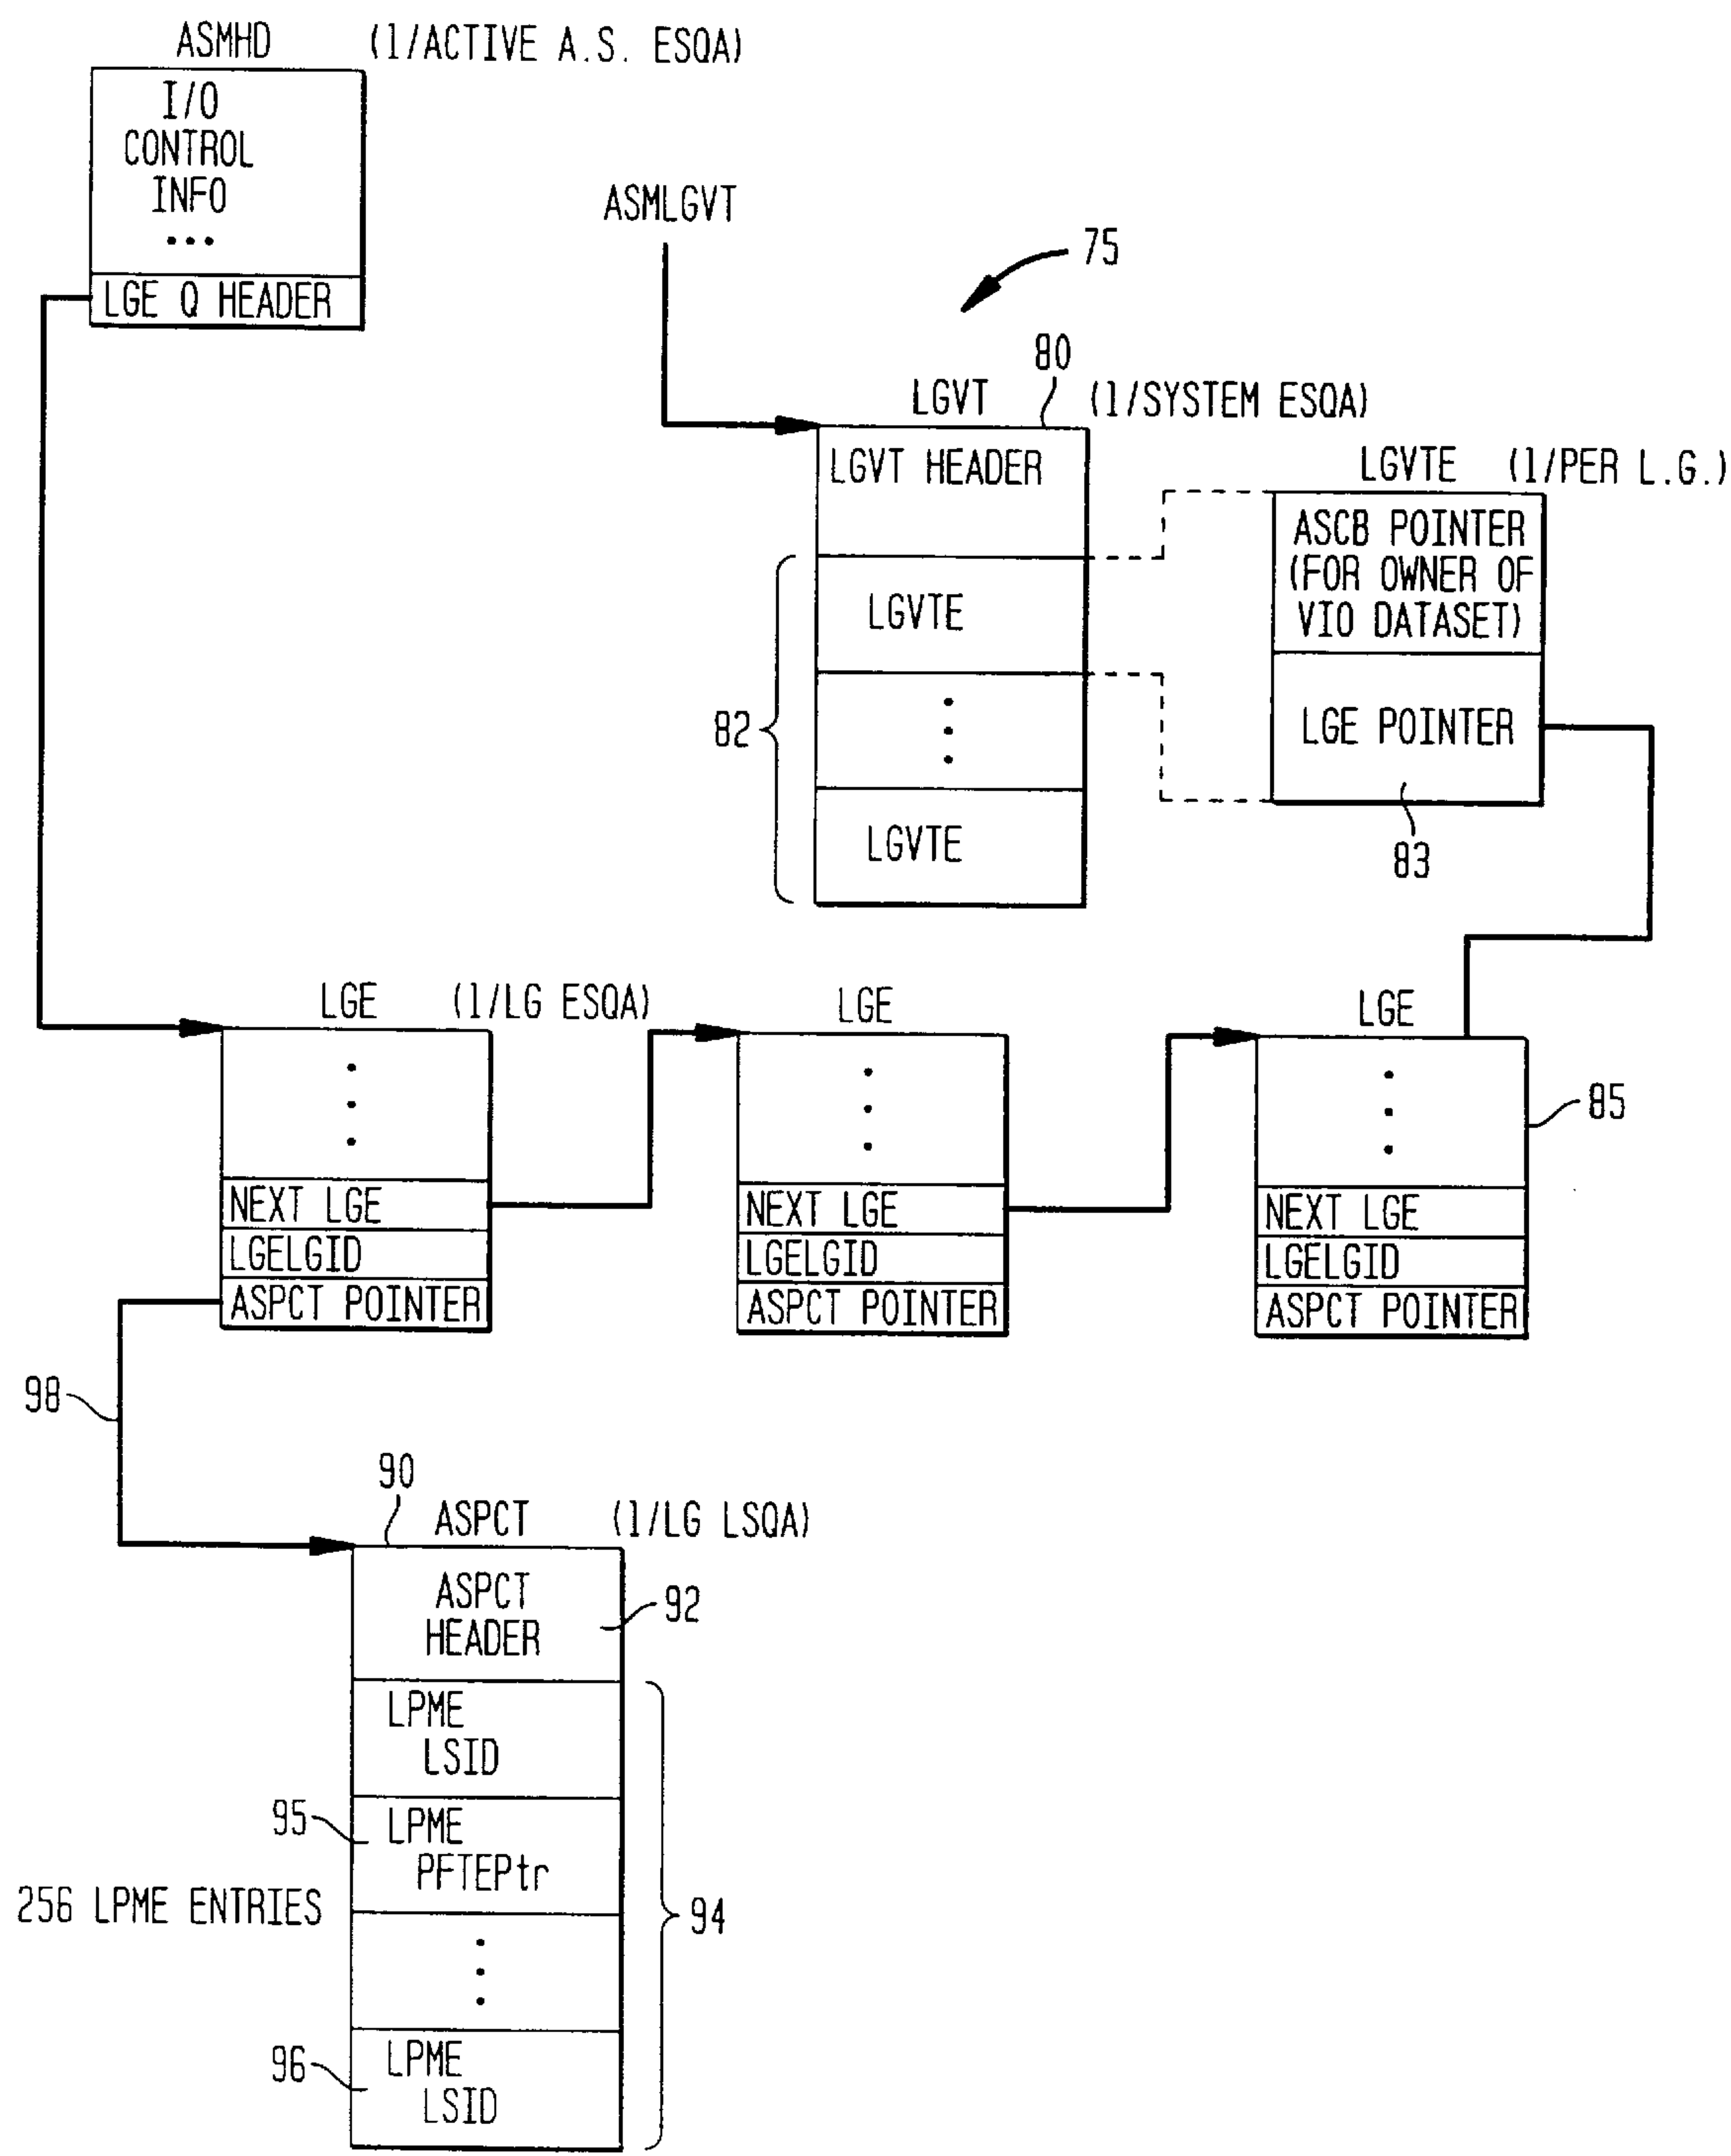 ASMHD (1/ACTIVE A.S. ESQA)
I/O
CONTROL
INFO
•••
LGE Q HEADER
ASMLGVT
75
80
LGVT (1/SYSTEM ESQA)
LGVT HEADER
LGVTE
LGVTE
82
LGVTE (1/PER L.G.)
ASCB POINTER
(FOR OWNER OF
VIO DATASET)
LGE POINTER
83
LGE (1/LG ESQA)
NEXT LGE
LGELGID
ASPCT POINTER
LGE
NEXT LGE
LGELGID
ASPCT POINTER
LGE
85
NEXT LGE
LGELGID
ASPCT POINTER
98
90
ASPCT (1/LG LSQA)
ASPCT
HEADER
92
LPME
LSID
95
LPME
PFTEPtr
256 LPME ENTRIES
94
96
LPME
LSID